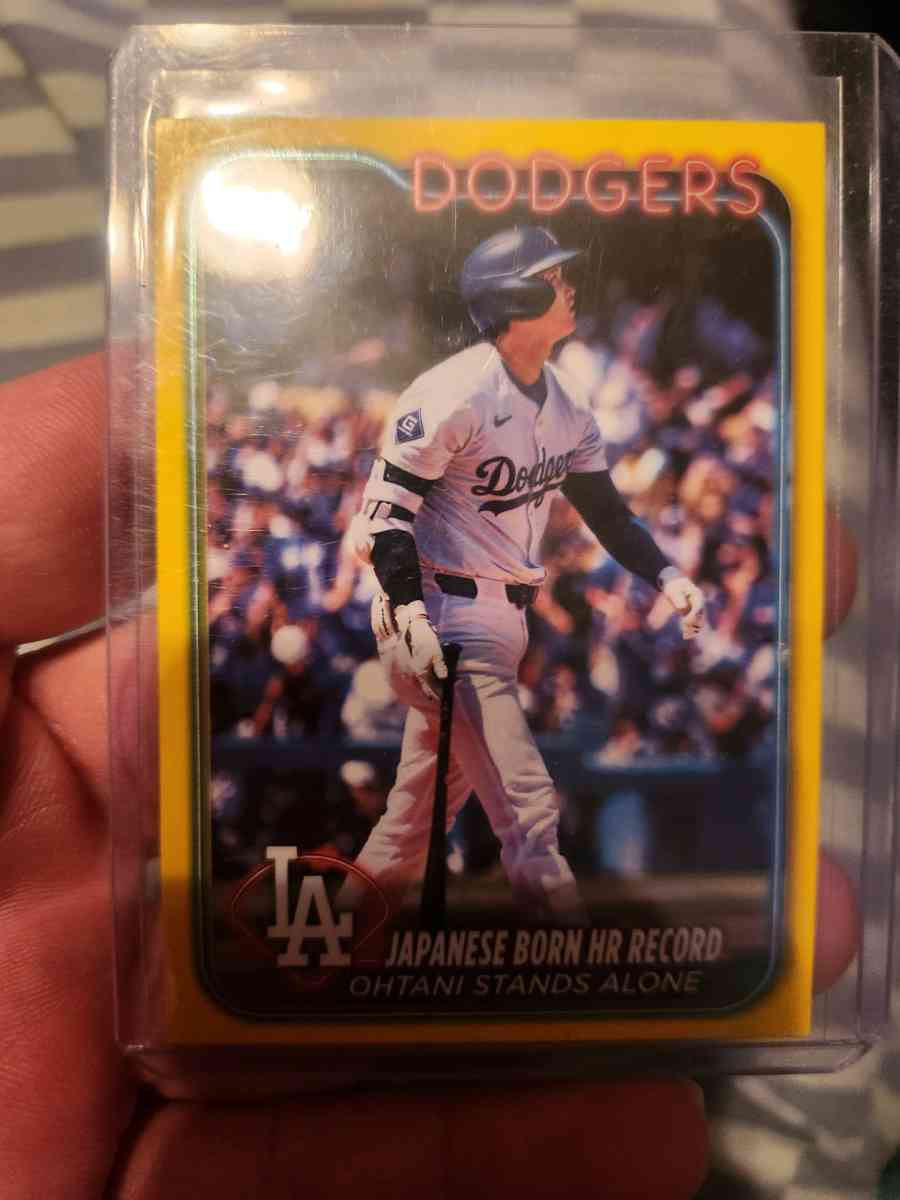 DODGERS
G
Dodgers
LA
JAPANESE BORN HR RECORD
OHTANI STANDS ALONE